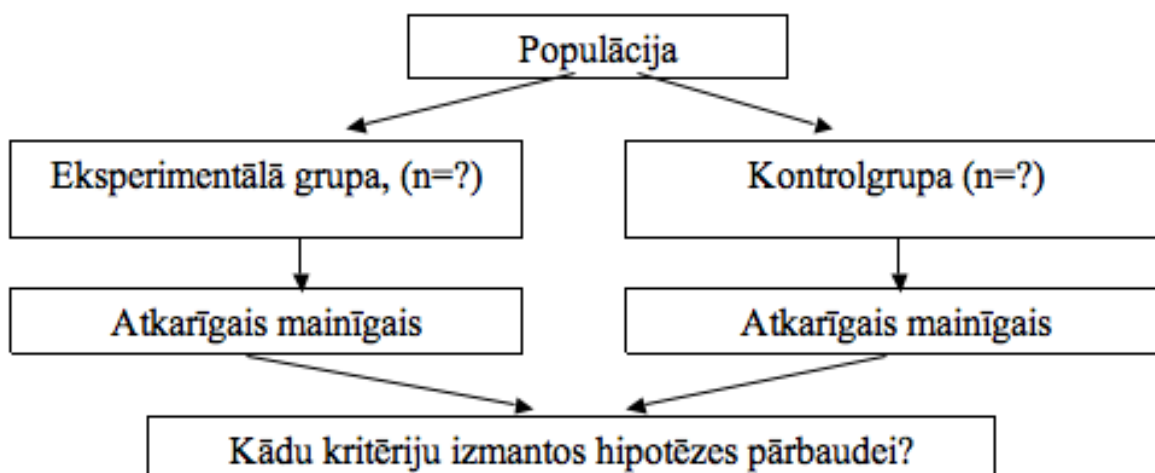 Populācija
Eksperimentālā grupa, (n=?)
Kontrolgrupa (n=?)
Atkarīgais mainīgais
Atkarīgais mainīgais
Kādu kritēriju izmantos hipotēzes pārbaudei?